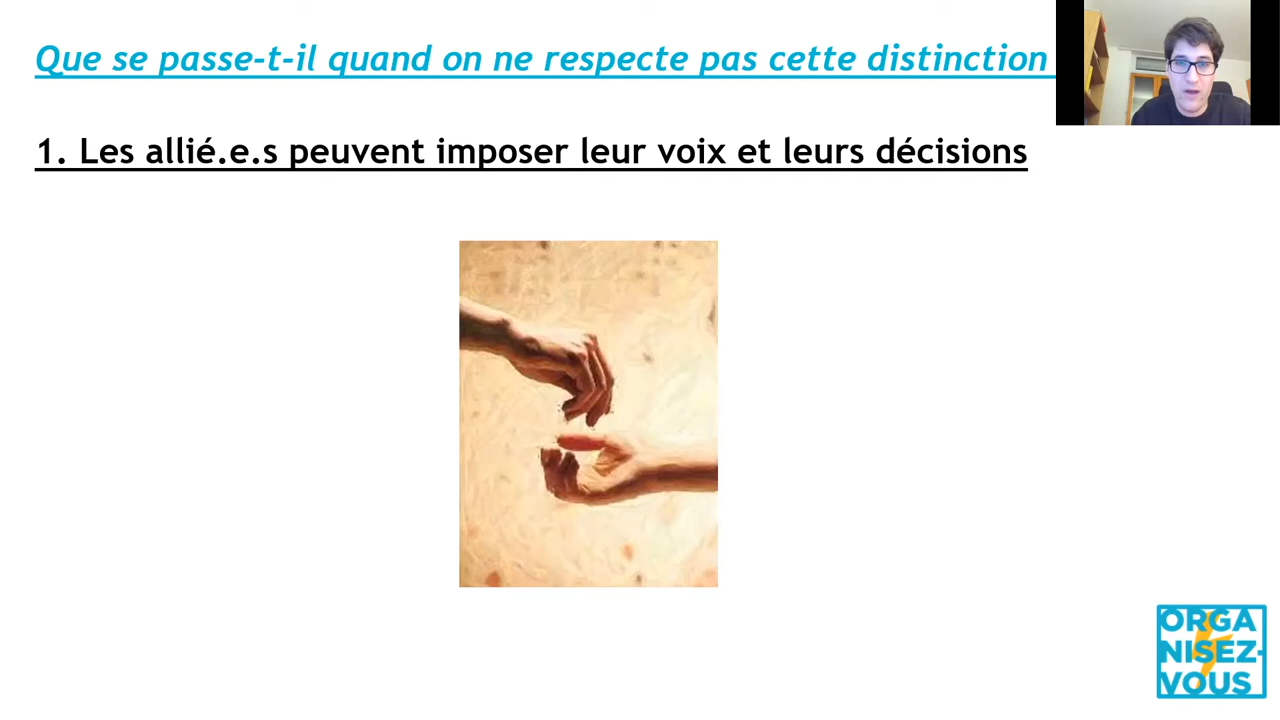 Que se passe-t-il quand on ne respecte pas cette distinction
1. Les allié.e.s peuvent imposer leur voix et leurs décisions
ORGA
NISEZ-
VOUS